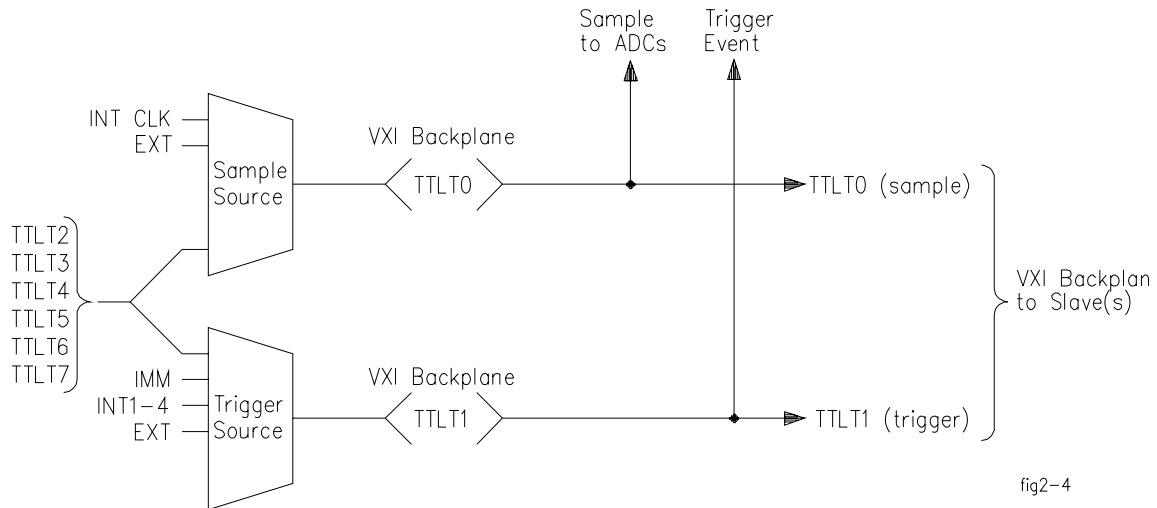 Sample
to ADCs
Trigger
Event
INT CLK
EXT
Sample
Source
VXI Backplane
TTLT0
TTLT0 (sample)
TTLT2
TTLT3
TTLT4
TTLT5
TTLT6
TTLT7
VXI Backplan
to Slave(s)
IMM
INT1-4
EXT
Trigger
Source
VXI Backplane
TTLT1
TTLT1 (trigger)
fig2-4